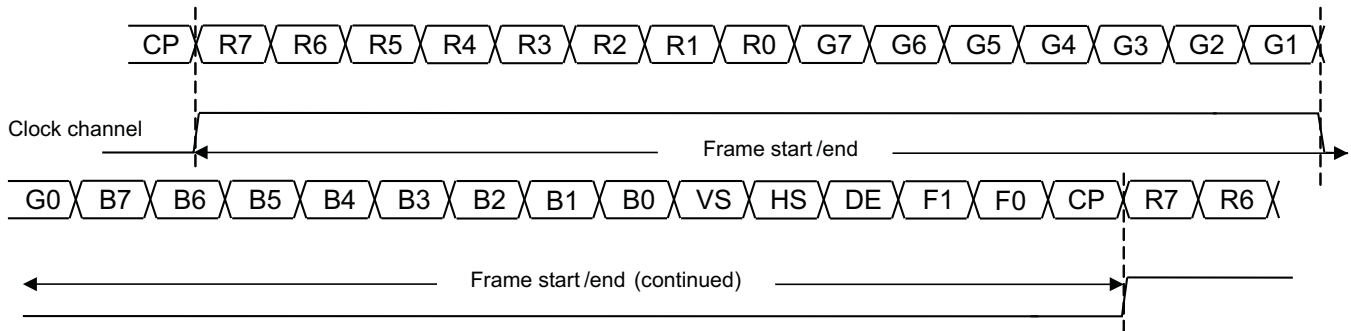 CP R7 R6 R5 R4 R3 R2 R1 R0 G7 G6 G5 G4 G3 G2 G1
Clock channel
Frame start /end
G0 B7 B6 B5 B4 B3 B2 B1 B0 VS HS DE F1 F0 CP R7 R6
Frame start /end (continued)